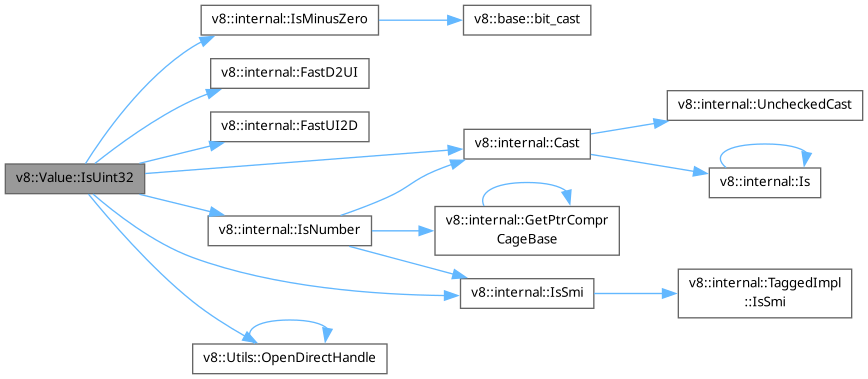 v8::internal::IsMinusZero
v8::base::bit_cast
v8::internal::FastD2UI
v8::internal::UncheckedCast
v8::internal::FastUI2D
v8::internal::Cast
v8::Value::IsUint32
v8::internal::Is
v8::internal::IsNumber
v8::internal::GetPtrCompr
CageBase
v8::internal::IsSmi
v8::internal::TaggedImpl
::IsSmi
v8::Utils::OpenDirectHandle